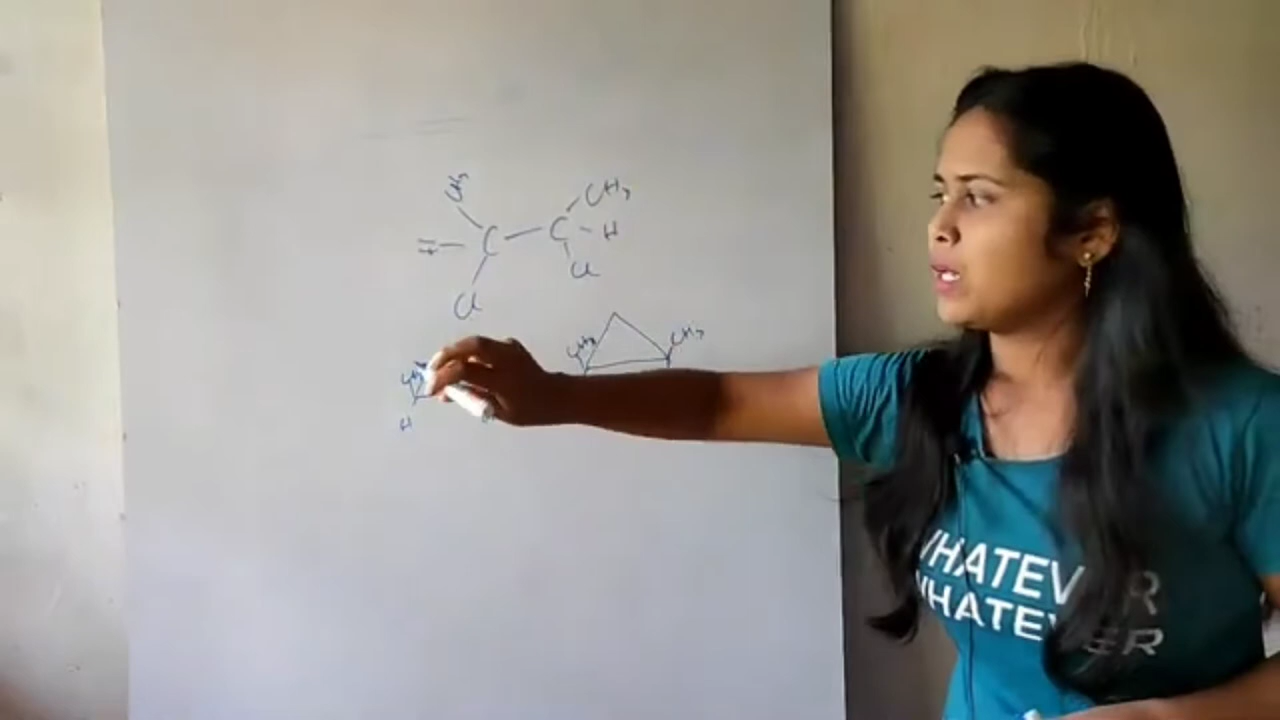 CH3 CH3
H C C H
Cl Cl
CH3 CH3
CH3
H
WHATEVER
WHATEVER